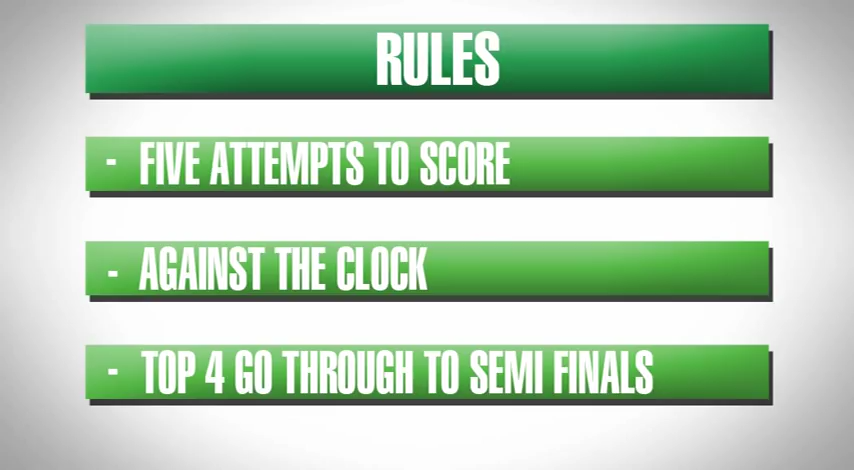 RULES
- FIVE ATTEMPTS TO SCORE
- AGAINST THE CLOCK
- TOP 4 GO THROUGH TO SEMI FINALS